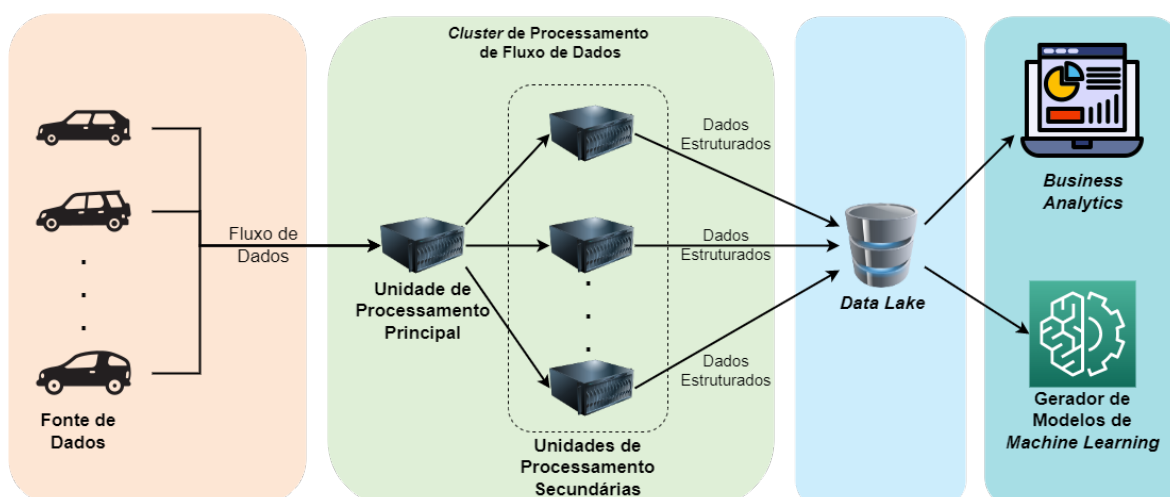 Cluster de Processamento
de Fluxo de Dados
Fluxo de
Dados
Fonte de
Dados
Unidade de
Processamento
Principal
Unidades de
Processamento
Secundárias
Dados
Estruturados
Dados
Estruturados
Dados
Estruturados
Data Lake
Business
Analytics
Gerador de
Modelos de
Machine Learning